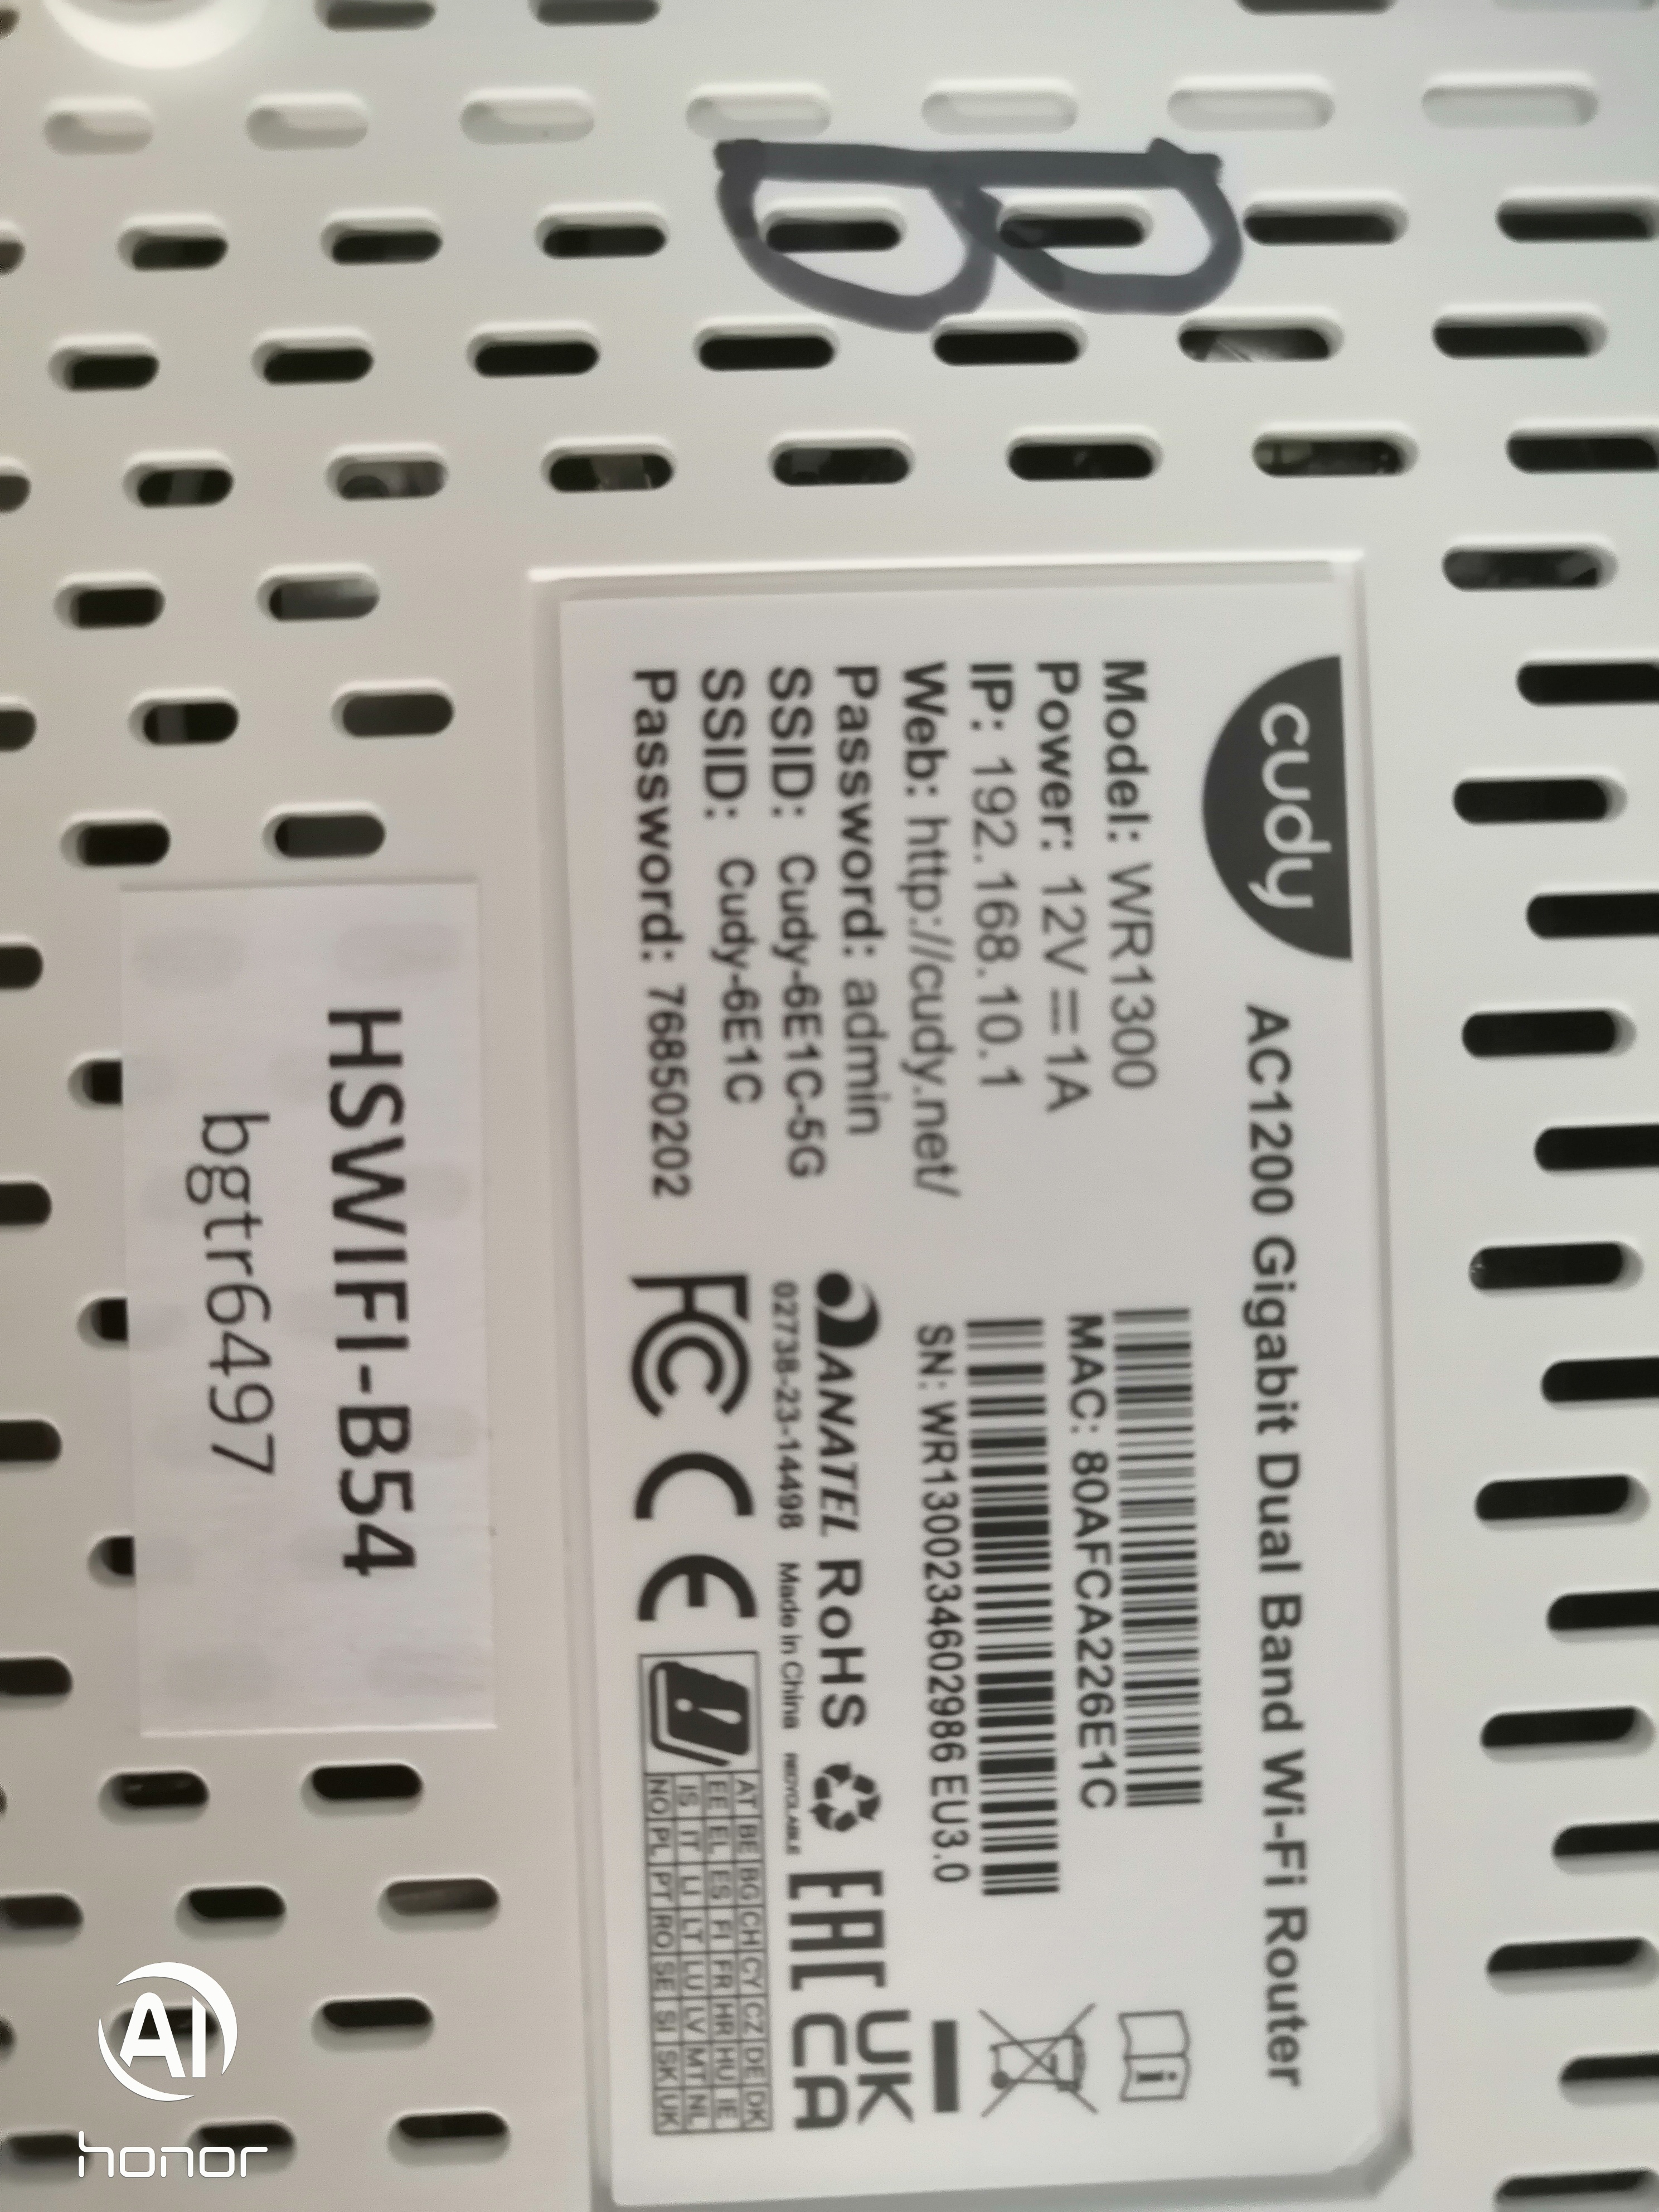 B
cudy
AC1200 Gigabit Dual Band Wi-Fi Router
Model: WR1300
Power: 12V⎓1A
IP: 192.168.10.1
Web: http://cudy.net/
Password: admin
SSID: Cudy-6E1C-5G
SSID: Cudy-6E1C
Password: 76850202
MAC: 80AFCA226E1C
SN: WR1300234602986 EU3.0
ANATEL RoHS
02738-23-14498 Made in China RECYCLABLE
FC CE
EAC
UK
CA
i
AT BE BG CH CY CZ DE DK
EE EL ES FI FR HR HU IE
IS IT LI LT LU LV MT NL
NO PL PT RO SE SI SK UK
HSWIFI-B54
bgtr6497
AI
honor